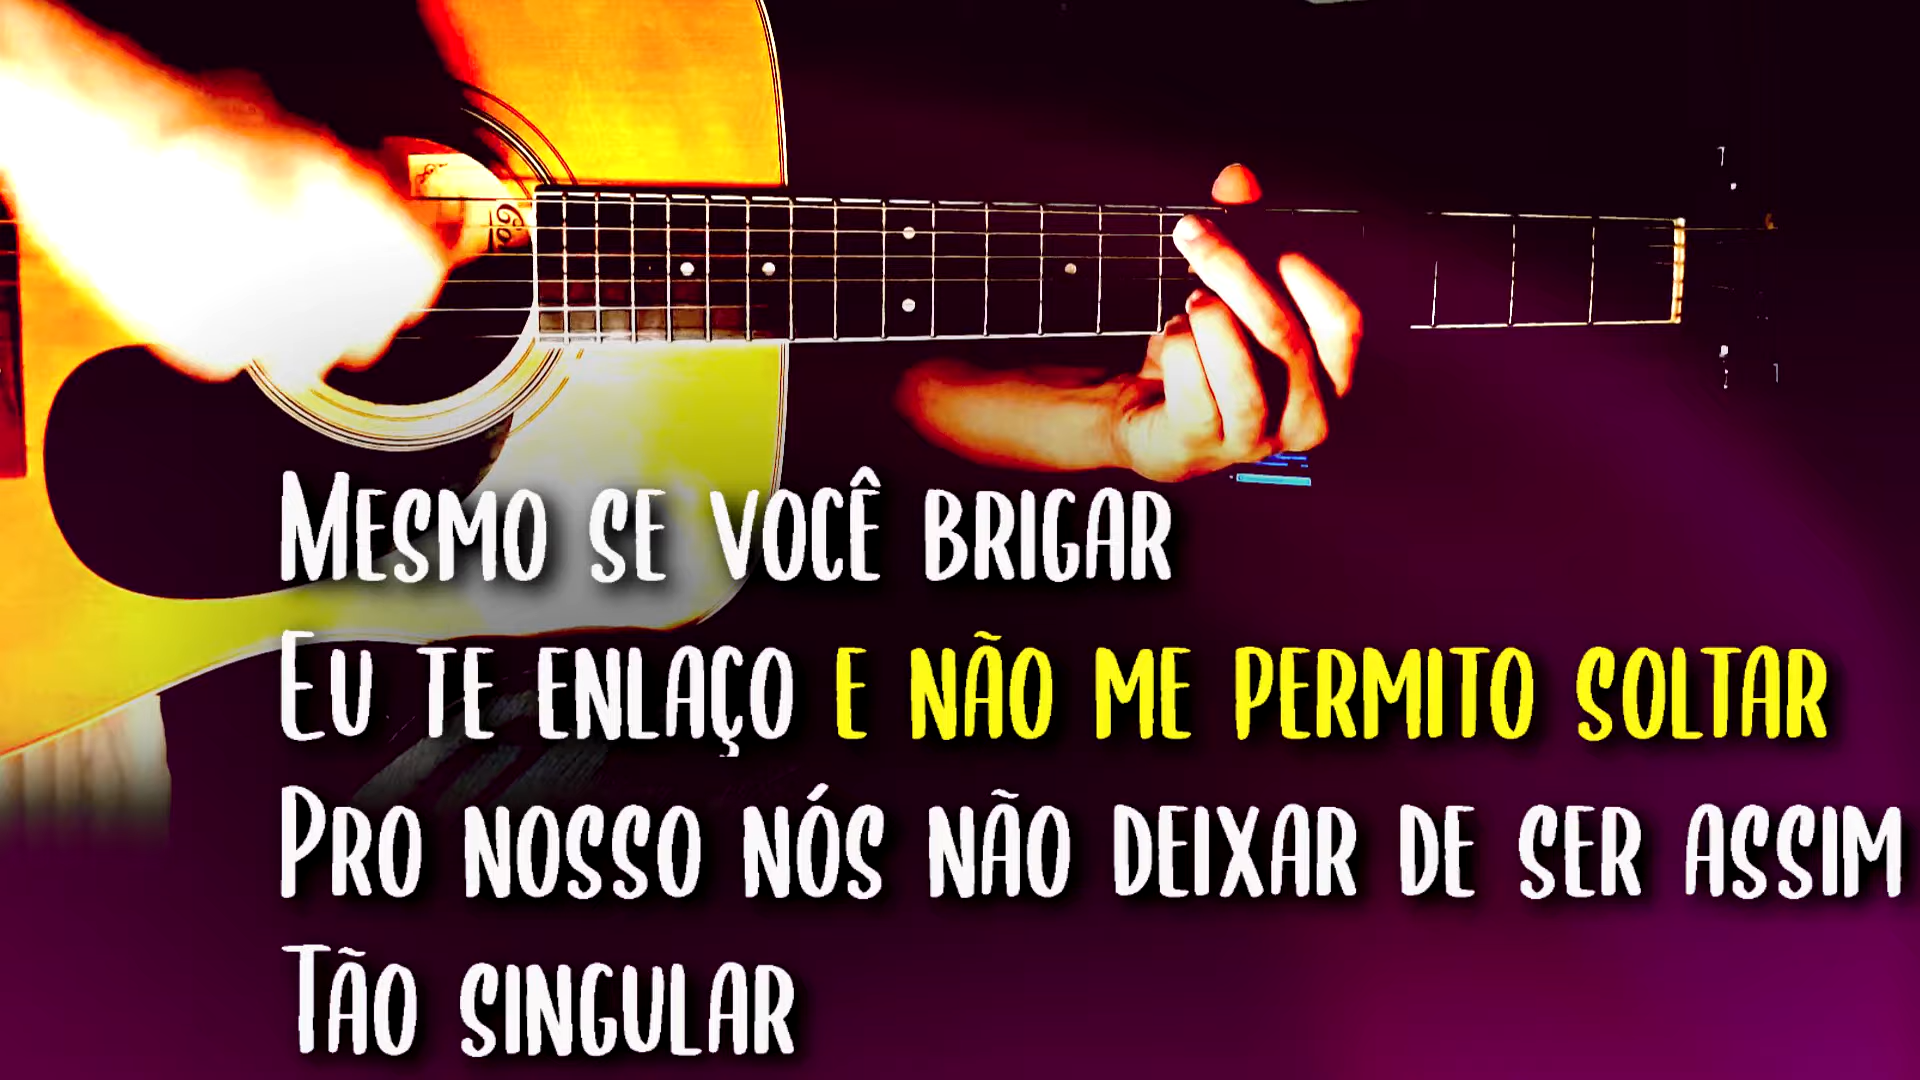 Mesmo se você brigar
Eu te enlaço e não me permito soltar
Pro nosso nós não deixar de ser assim
Tão singular